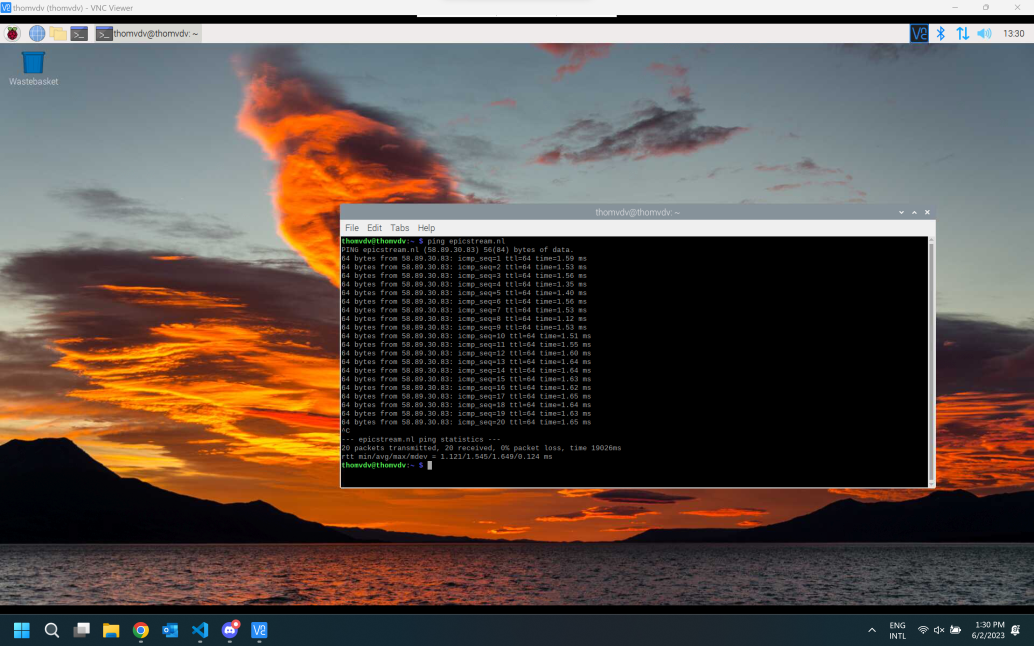 thomvdv (thomvdv) - VNC Viewer
thomvdv@thomvdv: ~
13:30
Wastebasket
thomvdv@thomvdv: ~
File Edit Tabs Help
thomvdv@thomvdv:~ $ ping epicstream.nl
PING epicstream.nl (58.89.30.83) 56(84) bytes of data.
64 bytes from 58.89.30.83: icmp_seq=1 ttl=64 time=1.59 ms
64 bytes from 58.89.30.83: icmp_seq=2 ttl=64 time=1.53 ms
64 bytes from 58.89.30.83: icmp_seq=3 ttl=64 time=1.56 ms
64 bytes from 58.89.30.83: icmp_seq=4 ttl=64 time=1.35 ms
64 bytes from 58.89.30.83: icmp_seq=5 ttl=64 time=1.40 ms
64 bytes from 58.89.30.83: icmp_seq=6 ttl=64 time=1.56 ms
64 bytes from 58.89.30.83: icmp_seq=7 ttl=64 time=1.53 ms
64 bytes from 58.89.30.83: icmp_seq=8 ttl=64 time=1.12 ms
64 bytes from 58.89.30.83: icmp_seq=9 ttl=64 time=1.53 ms
64 bytes from 58.89.30.83: icmp_seq=10 ttl=64 time=1.51 ms
64 bytes from 58.89.30.83: icmp_seq=11 ttl=64 time=1.55 ms
64 bytes from 58.89.30.83: icmp_seq=12 ttl=64 time=1.60 ms
64 bytes from 58.89.30.83: icmp_seq=13 ttl=64 time=1.64 ms
64 bytes from 58.89.30.83: icmp_seq=14 ttl=64 time=1.64 ms
64 bytes from 58.89.30.83: icmp_seq=15 ttl=64 time=1.63 ms
64 bytes from 58.89.30.83: icmp_seq=16 ttl=64 time=1.62 ms
64 bytes from 58.89.30.83: icmp_seq=17 ttl=64 time=1.65 ms
64 bytes from 58.89.30.83: icmp_seq=18 ttl=64 time=1.64 ms
64 bytes from 58.89.30.83: icmp_seq=19 ttl=64 time=1.63 ms
64 bytes from 58.89.30.83: icmp_seq=20 ttl=64 time=1.65 ms
^C
--- epicstream.nl ping statistics ---
20 packets transmitted, 20 received, 0% packet loss, time 19026ms
rtt min/avg/max/mdev = 1.121/1.545/1.649/0.124 ms
thomvdv@thomvdv:~ $
ENG
INTL
1:30 PM
6/2/2023